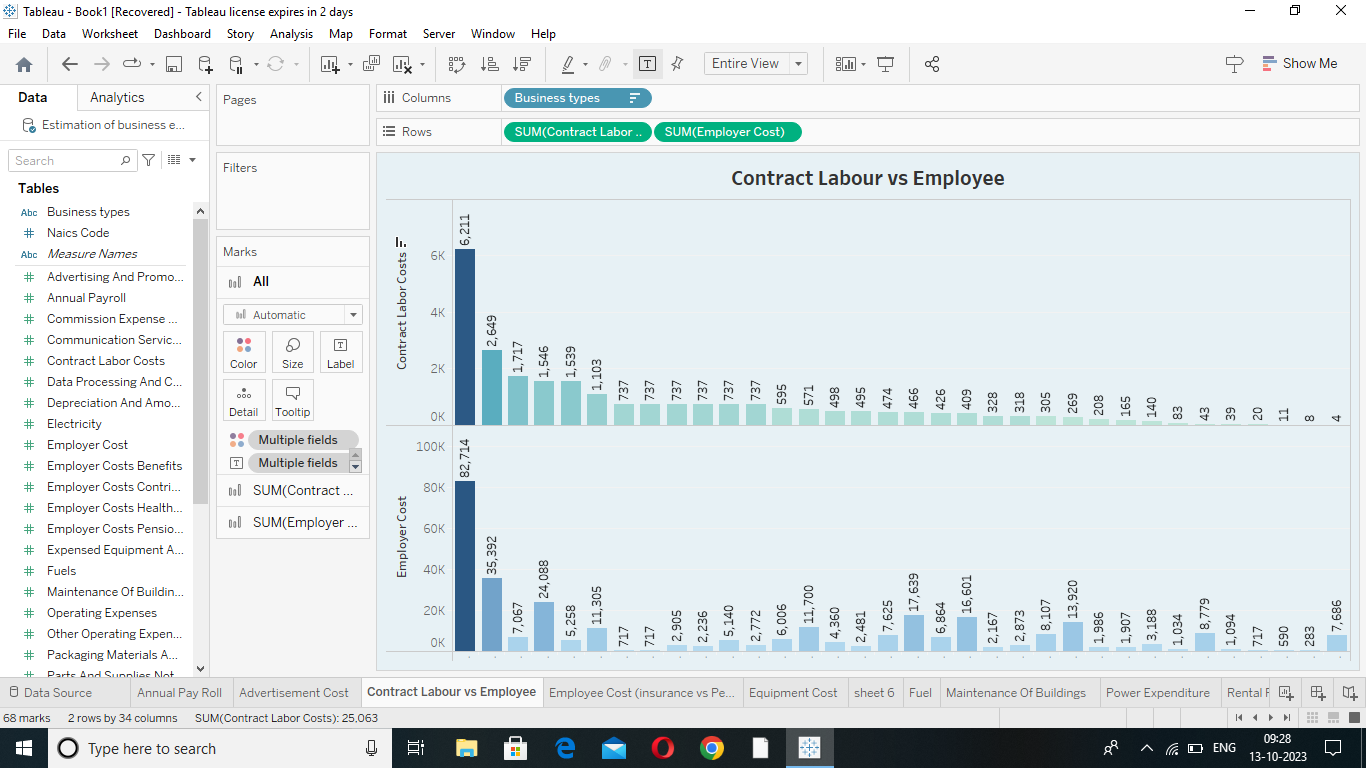 Tableau - Book1 [Recovered] - Tableau license expires in 2 days
File Data Worksheet Dashboard Story Analysis Map Format Server Window Help
Entire View
Show Me
Data Analytics
Estimation of business e...
Search
Tables
Abc Business types
Naics Code
Abc Measure Names
Advertising And Promo...
Annual Payroll
Commission Expense ...
Communication Servic...
Contract Labor Costs
Data Processing And C...
Depreciation And Amo...
Electricity
Employer Cost
Employer Costs Benefits
Employer Costs Contri...
Employer Costs Health...
Employer Costs Pensio...
Expensed Equipment A...
Fuels
Maintenance Of Buildin...
Operating Expenses
Other Operating Expen...
Packaging Materials A...
Parts And Supplies Not
Pages
Filters
Marks
All
Automatic
Color Size Label
Detail Tooltip
Multiple fields
Multiple fields
SUM(Contract ...
SUM(Employer ...
Columns Business types
Rows SUM(Contract Labor .. SUM(Employer Cost)
Contract Labour vs Employee
Contract Labor Costs
6K
4K
2K
0K
6,211 2,649 1,717 1,546 1,539 1,103 737 737 737 737 737 737 595 571 498 495 474 466 426 409 328 318 305 269 208 165 140 83 43 39 20 11 8 4
Employer Cost
100K
80K
60K
40K
20K
0K
82,714 35,392 7,067 24,088 5,258 11,305 717 717 2,905 2,236 5,140 2,772 6,006 11,700 4,360 2,481 7,625 17,639 6,864 16,601 2,167 2,873 8,107 13,920 1,986 1,907 3,188 1,034 8,779 1,094 717 590 283 7,686
Data Source Annual Pay Roll Advertisement Cost Contract Labour vs Employee Employee Cost (insurance vs Pe... Equipment Cost sheet 6 Fuel Maintenance Of Buildings Power Expenditure Rental F
68 marks 2 rows by 34 columns SUM(Contract Labor Costs): 25,063
Type here to search
ENG
09:28
13-10-2023